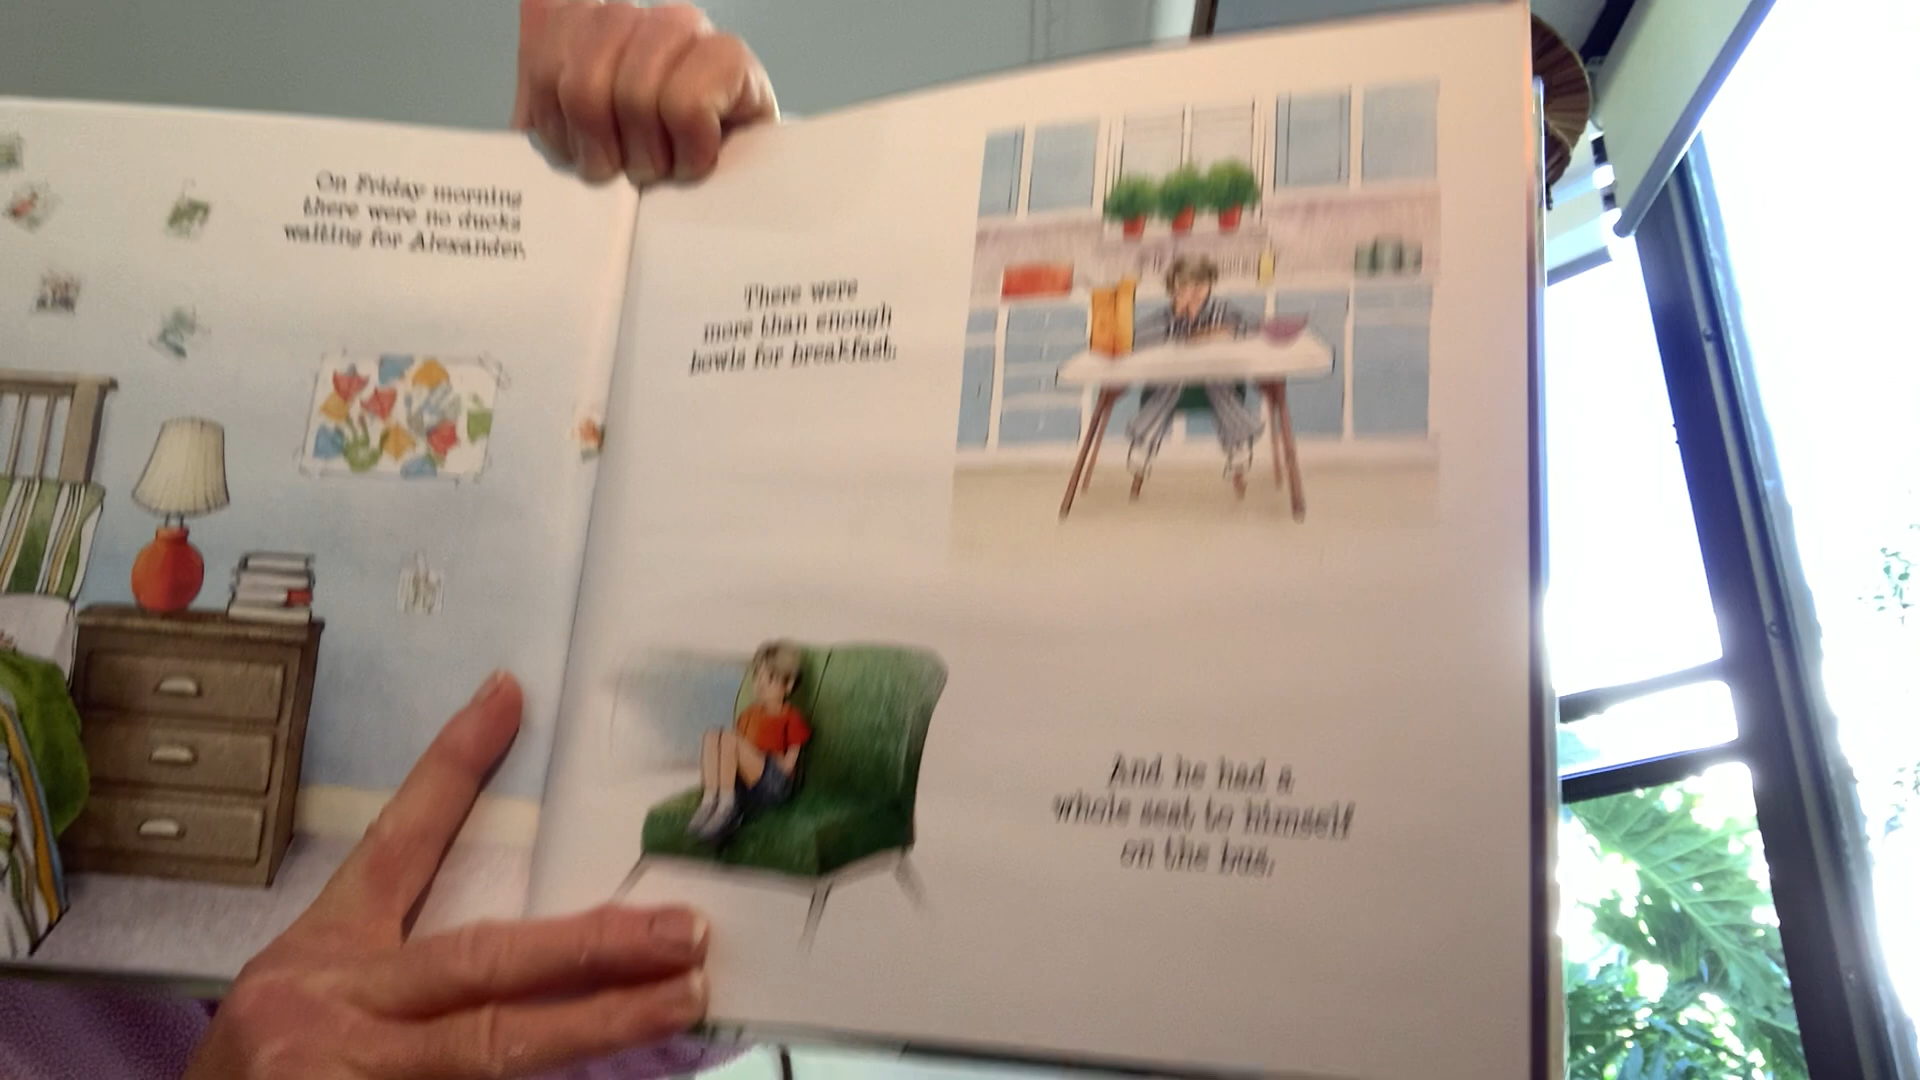 On Friday morning
there were no ducks
waiting for Alexander.
There were
more than enough
bowls for breakfast.
And he had a
whole seat to himself
on the bus.